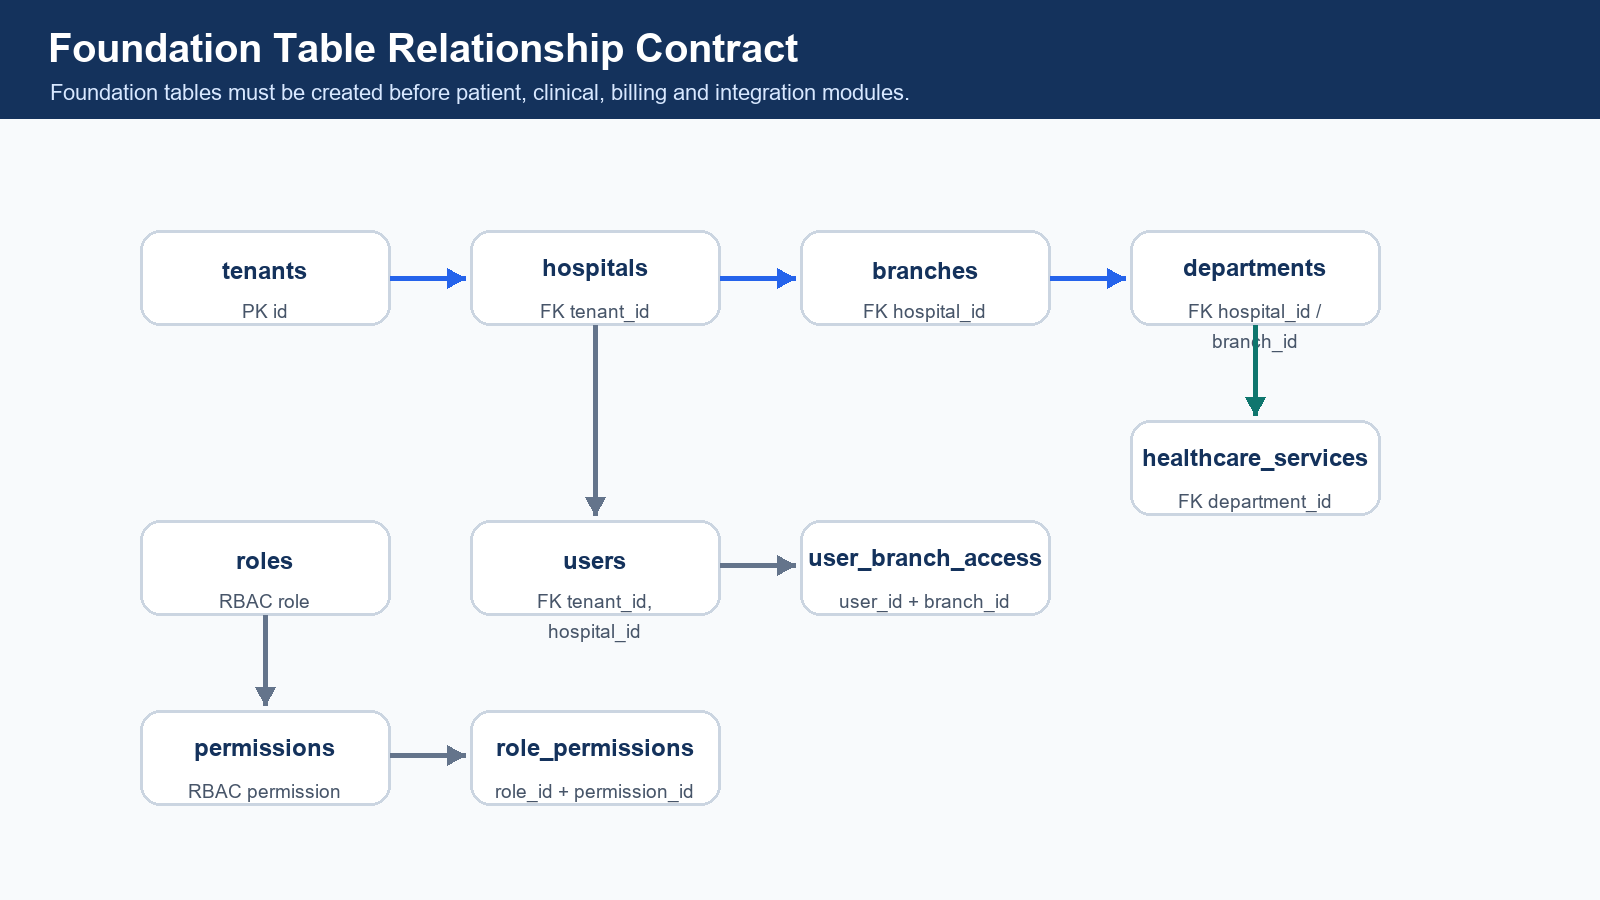 Foundation Table Relationship Contract
Foundation tables must be created before patient, clinical, billing and integration modules.
tenants
PK id
hospitals
FK tenant_id
branches
FK hospital_id
departments
FK hospital_id /
branch_id
healthcare_services
FK department_id
roles
RBAC role
users
FK tenant_id,
hospital_id
user_branch_access
user_id + branch_id
permissions
RBAC permission
role_permissions
role_id + permission_id